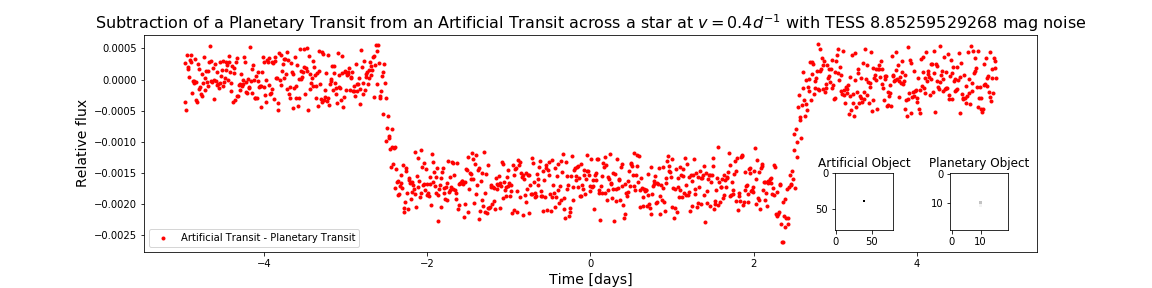 Subtraction of a Planetary Transit from an Artificial Transit across a star at v = 0.4d⁻¹ with TESS 8.85259529268 mag noise
Relative flux
0.0005
0.0000
−0.0005
−0.0010
−0.0015
−0.0020
−0.0025
Artificial Transit - Planetary Transit
Artificial Object
0
50
0 50
Planetary Object
0
10
0 10
−4 −2 0 2 4
Time [days]